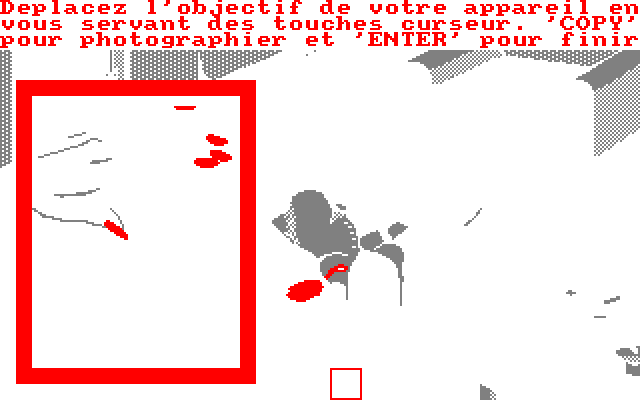 Deplacez l'objectif de votre appareil en
vous servant des touches curseur. 'COPY'
pour photographier et 'ENTER' pour finir